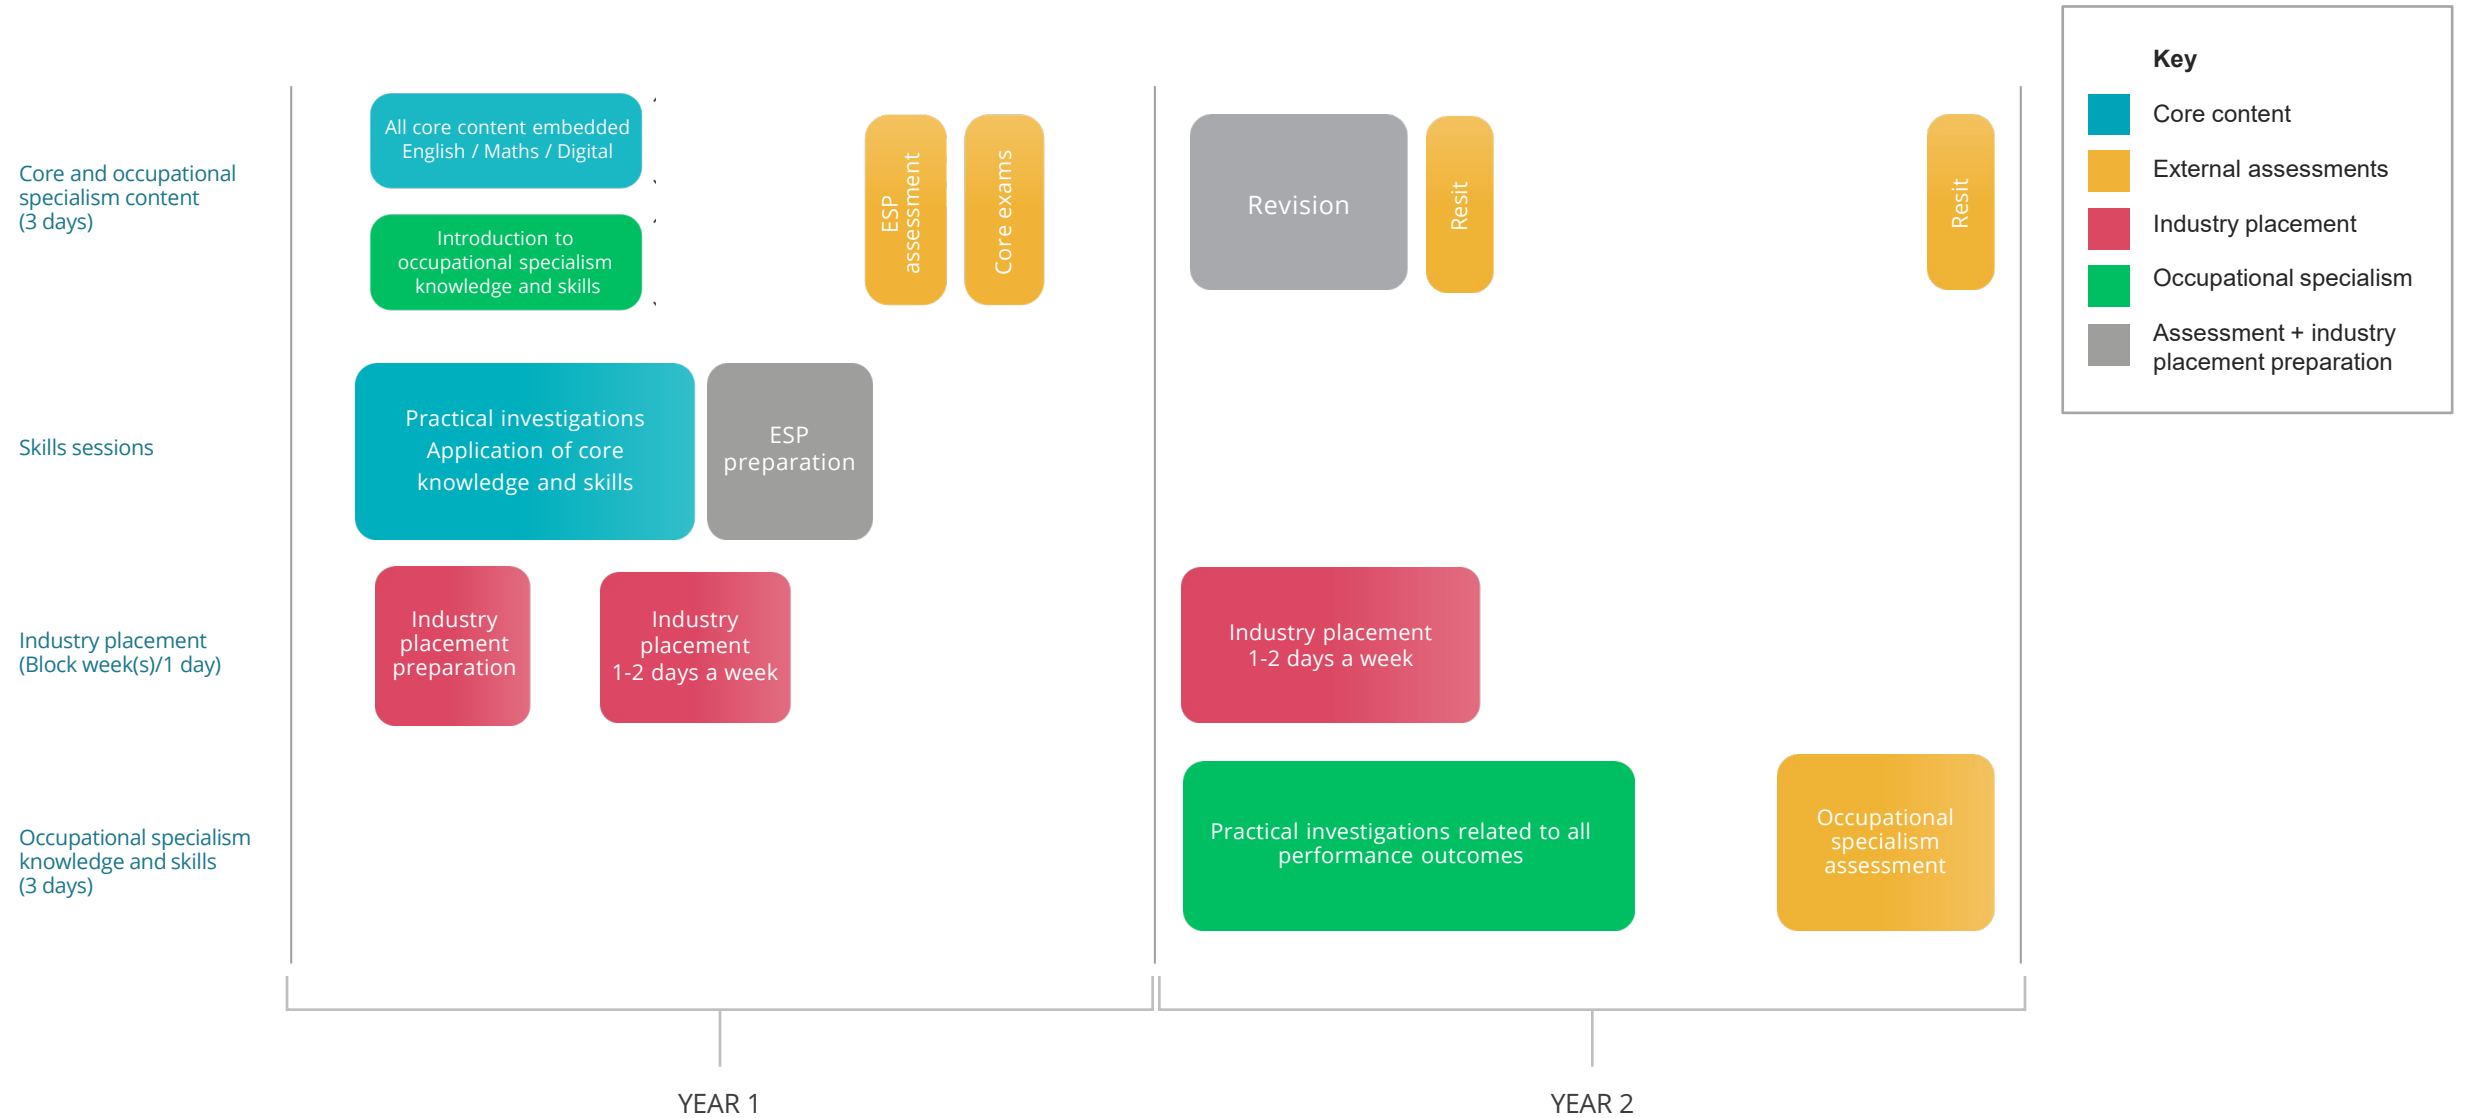 Key
Core content
External assessments
Industry placement
Occupational specialism
Assessment + industry
placement preparation
Core and occupational
specialism content
(3 days)
All core content embedded
English / Maths / Digital
Introduction to
occupational specialism
knowledge and skills
ESP
assessment
Core exams
Revision
Resit
Resit
Skills sessions
Practical investigations
Application of core
knowledge and skills
ESP
preparation
Industry placement
(Block week(s)/1 day)
Industry
placement
preparation
Industry
placement
1-2 days a week
Industry placement
1-2 days a week
Occupational specialism
knowledge and skills
(3 days)
Practical investigations related to all
performance outcomes
Occupational
specialism
assessment
YEAR 1
YEAR 2